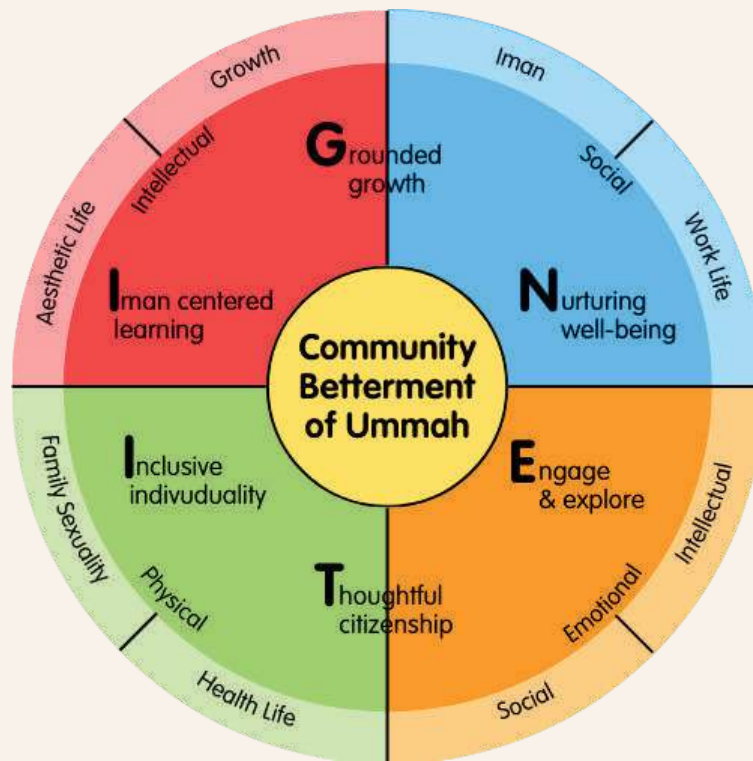 Growth
Iman
Intellectual
Social
Aesthetic Life
Work Life
Grounded
growth
Iman centered
learning
Nurturing
well-being
Community
Betterment
of Ummah
Inclusive
indivuduality
Engage
& explore
Thoughtful
citizenship
Family Sexuality
Intellectual
Physical
Emotional
Health Life
Social